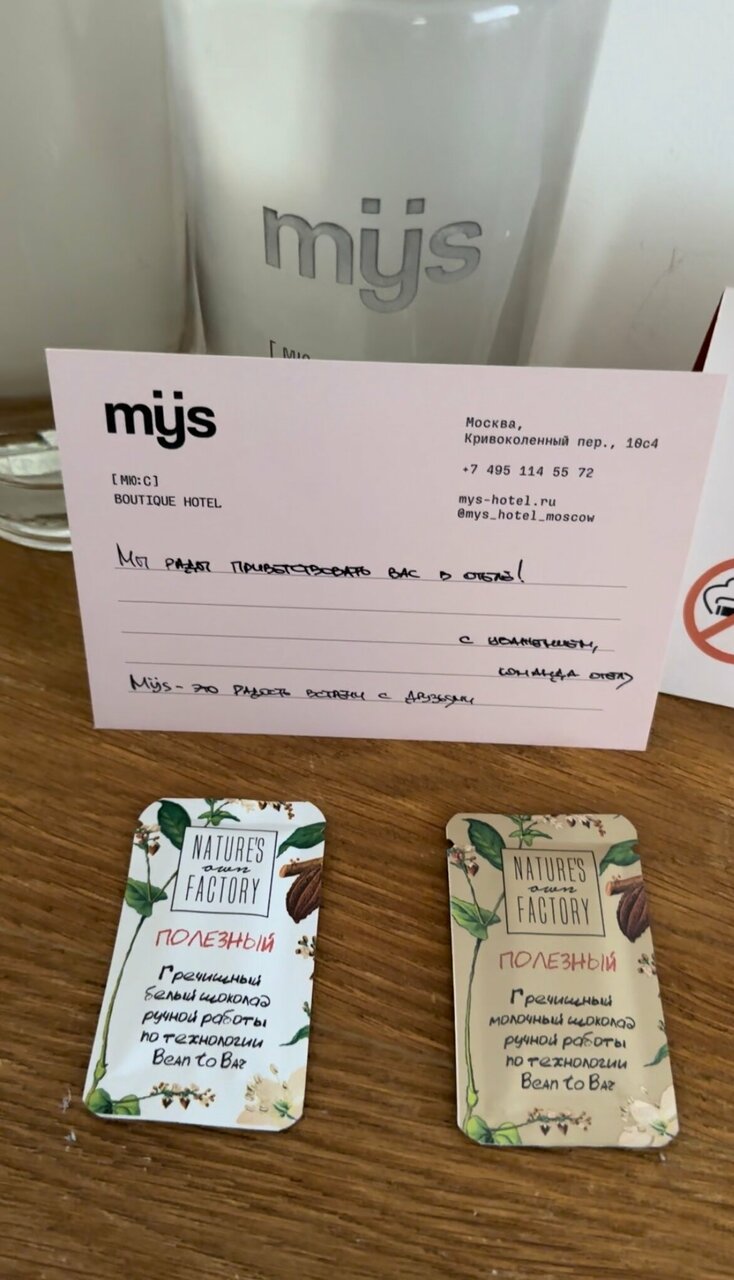 mÿs
[ МЮ
mÿs
[МЮ:С]
BOUTIQUE HOTEL
Москва,
Кривоколенный пер., 10с4
+7 495 114 55 72
mys-hotel.ru
@mys_hotel_moscow
Мы рады приветствовать вас в отеле!
с уважением,
команда отеля
Mÿs - это радость встречи с друзьями
NATURE'S
own
FACTORY
ПОЛЕЗНЫЙ
Гречишный
белый шоколад
ручной работы
по технологии
Bean to Bar
NATURE'S
own
FACTORY
ПОЛЕЗНЫЙ
Гречишный
молочный шоколад
ручной работы
по технологии
Bean to Bar